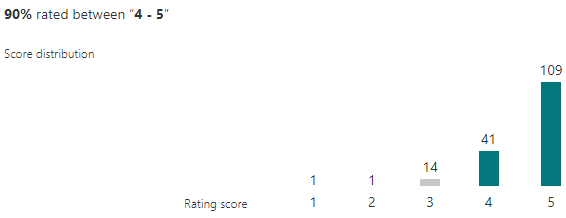 90% rated between “4 - 5”
Score distribution
109
41
14
1 1
Rating score 1 2 3 4 5